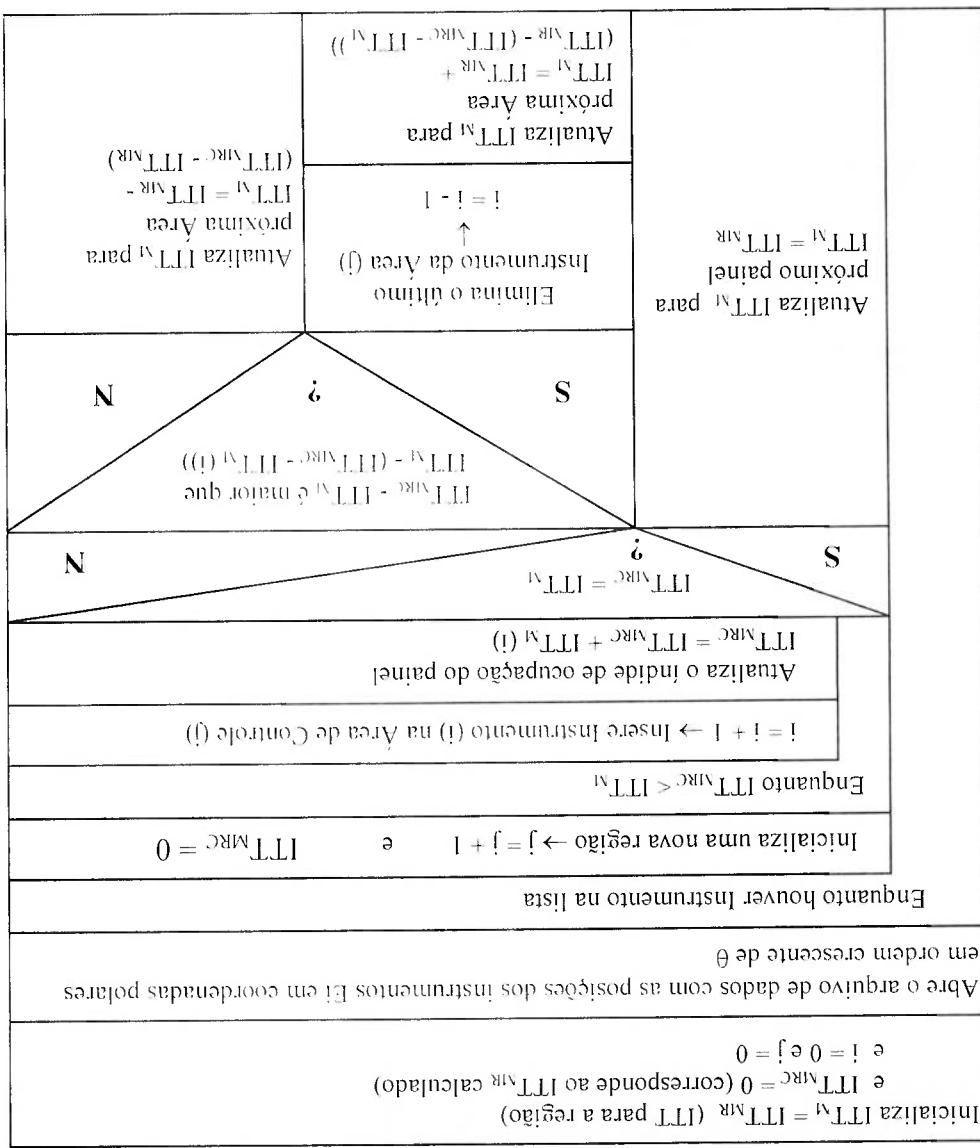 Inicializa ITT_M = ITT_MR (ITT para a região)
e ITT_MRC = 0 (corresponde ao ITT_MR calculado)
e i = 0 e j = 0
Abre o arquivo de dados com as posições dos instrumentos Ei em coordenadas polares
em ordem crescente de θ
Enquanto houver Instrumento na lista
Inicializa uma nova região → j = j + 1 e ITT_MRC = 0
Enquanto ITT_MRC < ITT_M
i = i + 1 → Insere Instrumento (i) na Área de Controle (j)
Atualiza o índide de ocupação do painel
ITT_MRC = ITT_MRC + ITT_M (i)
ITT_MRC = ITT_M
?
S
N
ITT_MRC - ITT_M é maior que
ITT_M - (ITT_MRC - ITT_M (i))
?
S
N
Atualiza ITT_M para
próximo painel
ITT_M = ITT_MR
Elimina o último
Instrumento da Área (j)
→
i = i - 1
Atualiza ITT_M para
próxima Área
ITT_M = ITT_MR +
(ITT_MR - (ITT_MRC - ITT_M))
Atualiza ITT_M para
próxima Área
ITT_M = ITT_MR -
(ITT_MRC - ITT_MR)